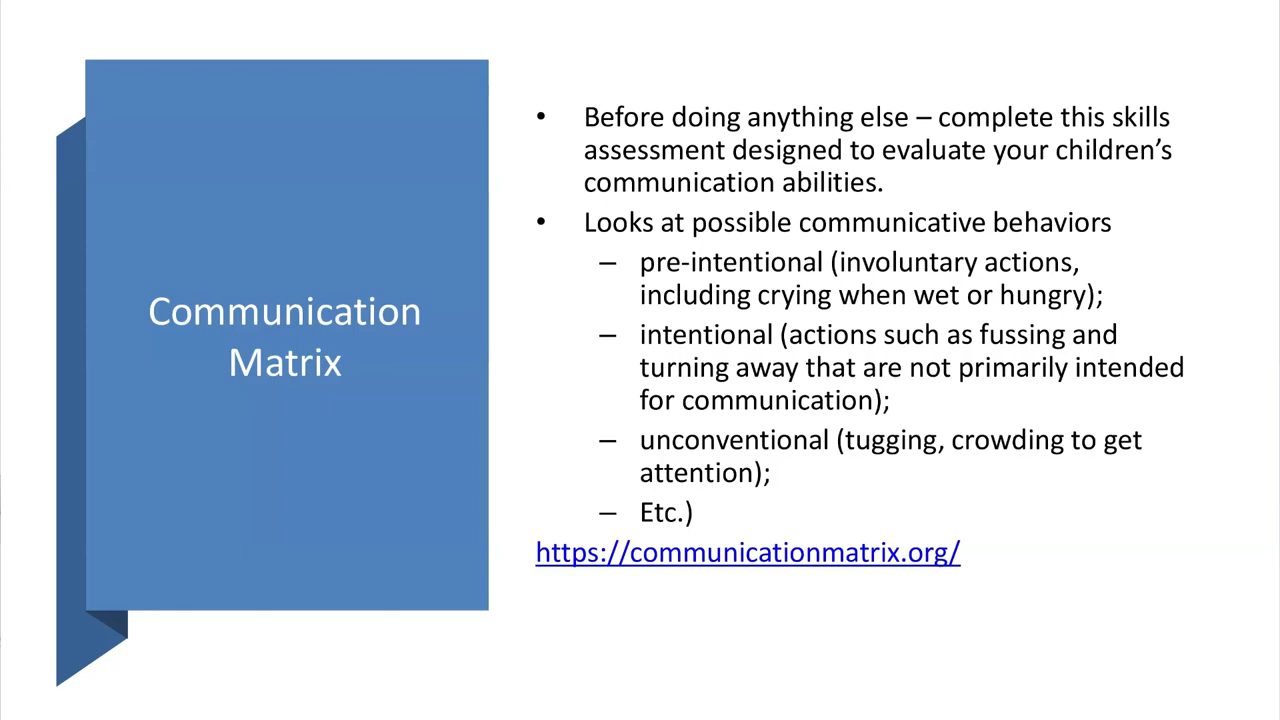 Communication
Matrix
• Before doing anything else – complete this skills
assessment designed to evaluate your children’s
communication abilities.
• Looks at possible communicative behaviors
– pre-intentional (involuntary actions,
including crying when wet or hungry);
– intentional (actions such as fussing and
turning away that are not primarily intended
for communication);
– unconventional (tugging, crowding to get
attention);
– Etc.)
https://communicationmatrix.org/